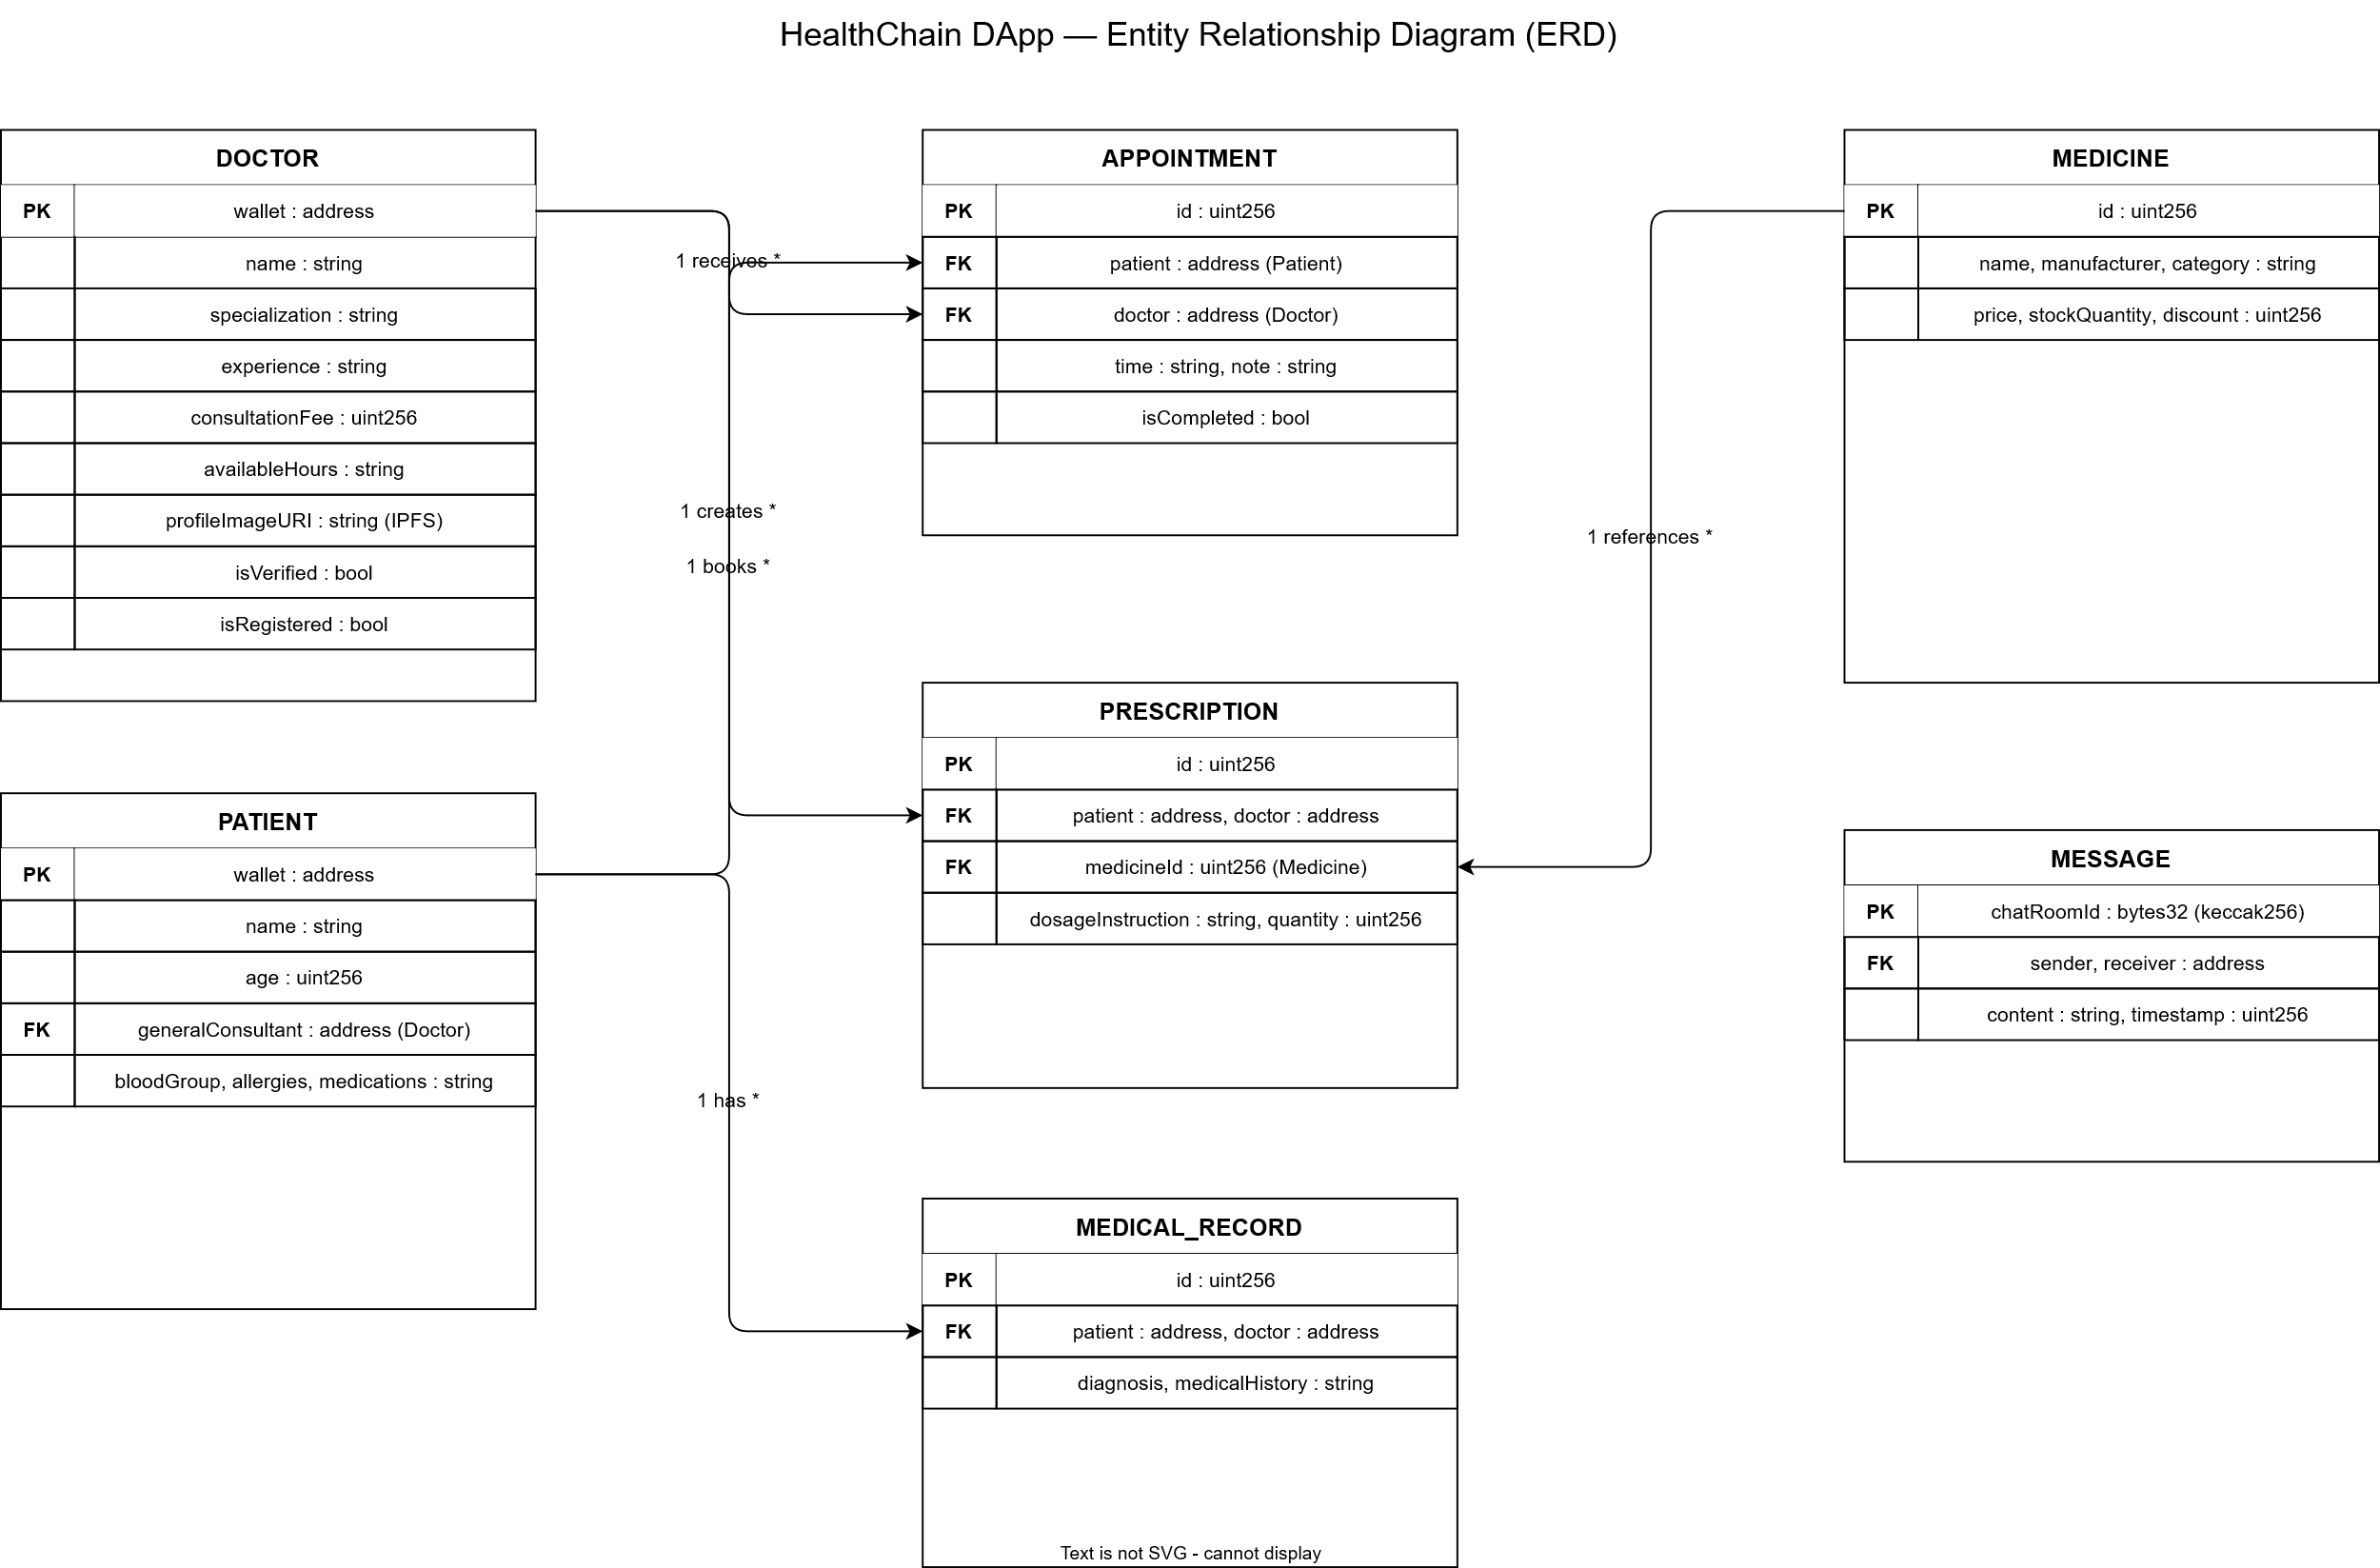 HealthChain DApp — Entity Relationship Diagram (ERD)
DOCTOR
PK wallet : address
name : string
specialization : string
experience : string
consultationFee : uint256
availableHours : string
profileImageURI : string (IPFS)
isVerified : bool
isRegistered : bool
PATIENT
PK wallet : address
name : string
age : uint256
FK generalConsultant : address (Doctor)
bloodGroup, allergies, medications : string
1 receives *
1 creates *
1 books *
1 has *
APPOINTMENT
PK id : uint256
FK patient : address (Patient)
FK doctor : address (Doctor)
time : string, note : string
isCompleted : bool
PRESCRIPTION
PK id : uint256
FK patient : address, doctor : address
FK medicineId : uint256 (Medicine)
dosageInstruction : string, quantity : uint256
MEDICAL_RECORD
PK id : uint256
FK patient : address, doctor : address
diagnosis, medicalHistory : string
Text is not SVG - cannot display
1 references *
MEDICINE
PK id : uint256
name, manufacturer, category : string
price, stockQuantity, discount : uint256
MESSAGE
PK chatRoomId : bytes32 (keccak256)
FK sender, receiver : address
content : string, timestamp : uint256